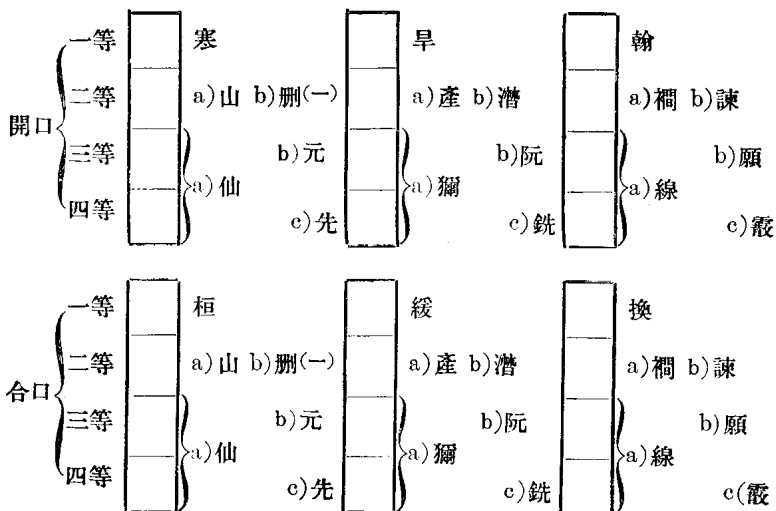 一等 寒 旱 翰
二等 a)山 b)刪(一) a)產 b)潸 a)襉 b)諫
開口
三等 b)元 b)阮 b)願
a)仙 a)獮 a)線
四等 c)先 c)銑 c)霰
一等 桓 緩 換
二等 a)山 b)刪(一) a)產 b)潸 a)襉 b)諫
合口
三等 b)元 b)阮 b)願
a)仙 a)獮 a)線
四等 c)先 c)銑 c(霰